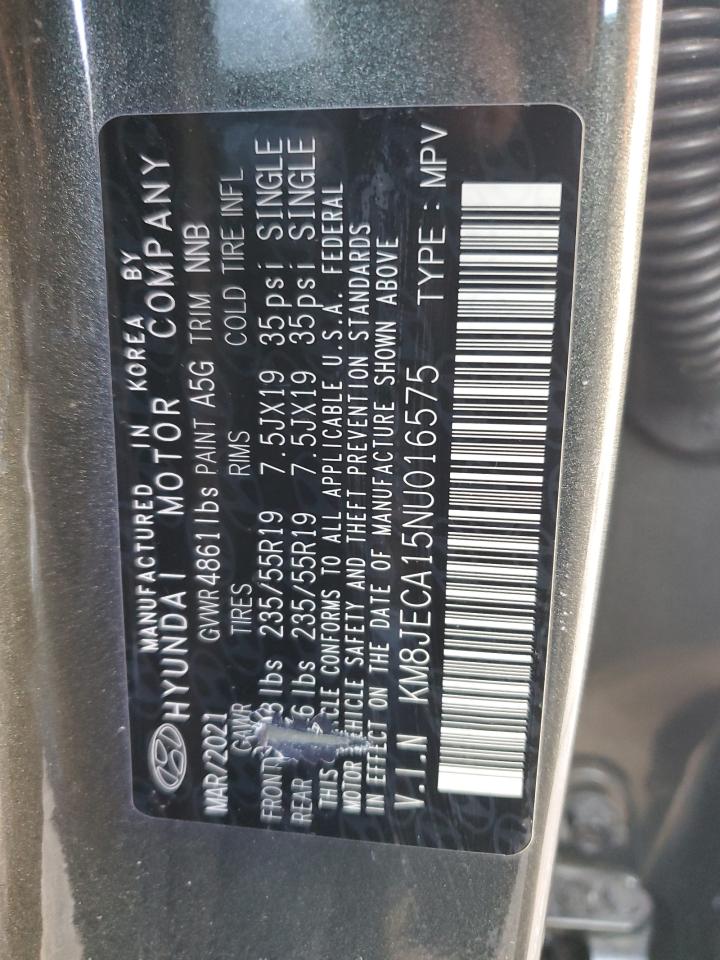 MANUFACTURED IN KOREA BY
HYUNDAI MOTOR COMPANY
MAR/2021 GVWR4861lbs PAINT A5G TRIM NNB
GAWR TIRES RIMS COLD TIRE INFL
FRONT lbs 235/55R19 7.5JX19 35psi SINGLE
REAR lbs 235/55R19 7.5JX19 35psi SINGLE
THIS CONFORMS TO ALL APPLICABLE U.S.A. FEDERAL
MOTOR VEHICLE SAFETY AND THEFT PREVENTION STANDARDS
IN EFFECT ON THE DATE OF MANUFACTURE SHOWN ABOVE
V.I.N KM8JECA15NU016575 TYPE : MPV